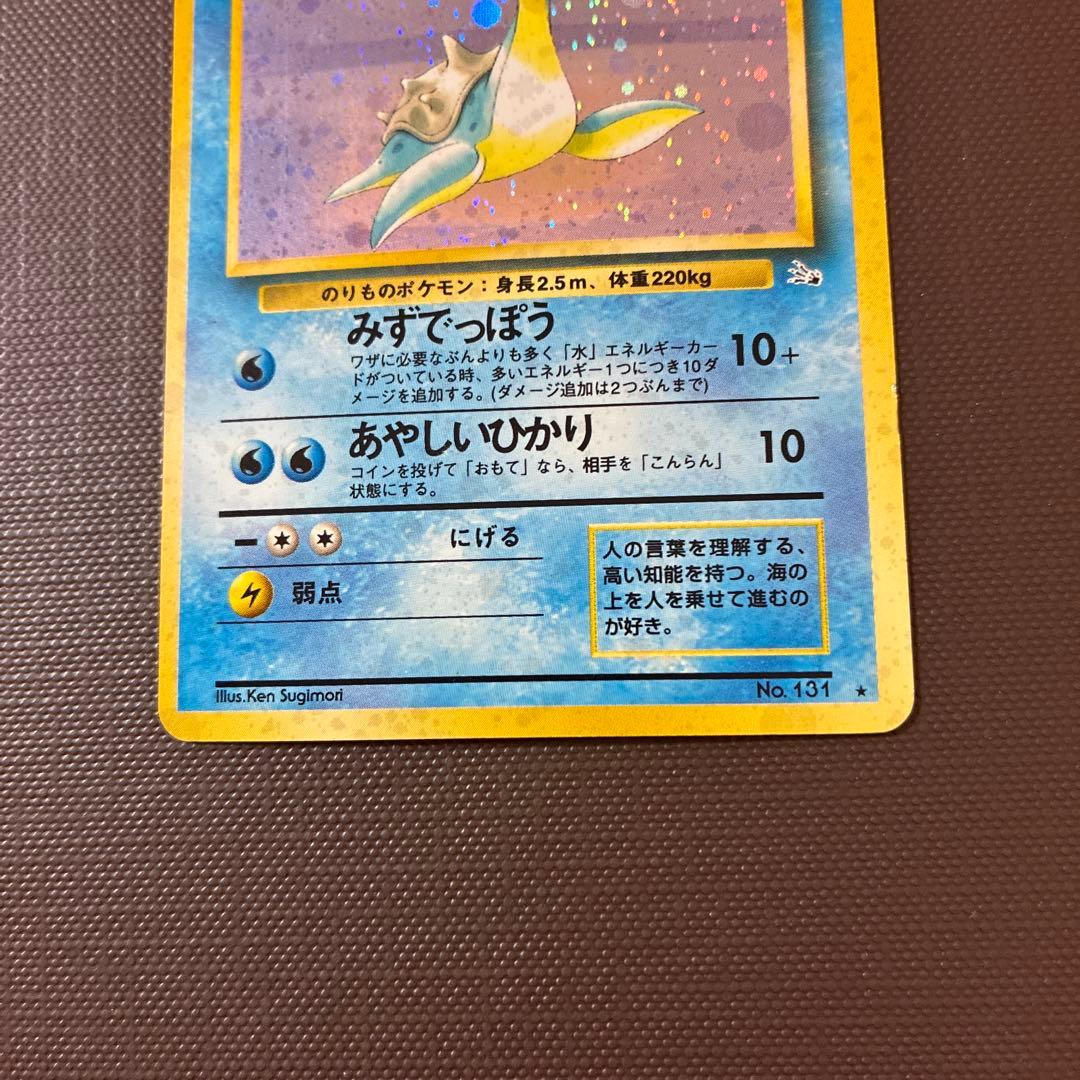 のりものポケモン：身長2.5m、体重220kg
みずでっぽう
ワザに必要なぶんよりも多く「水」エネルギーカー
ドがついている時、多いエネルギー1つにつき10ダ
メージを追加する。(ダメージ追加は2つぶんまで)
10+
あやしいひかり
コインを投げて「おもて」なら、相手を「こんらん」
状態にする。
10
にげる
弱点
人の言葉を理解する、
高い知能を持つ。海の
上を人を乗せて進むの
が好き。
Illus.Ken Sugimori
No. 131 ★